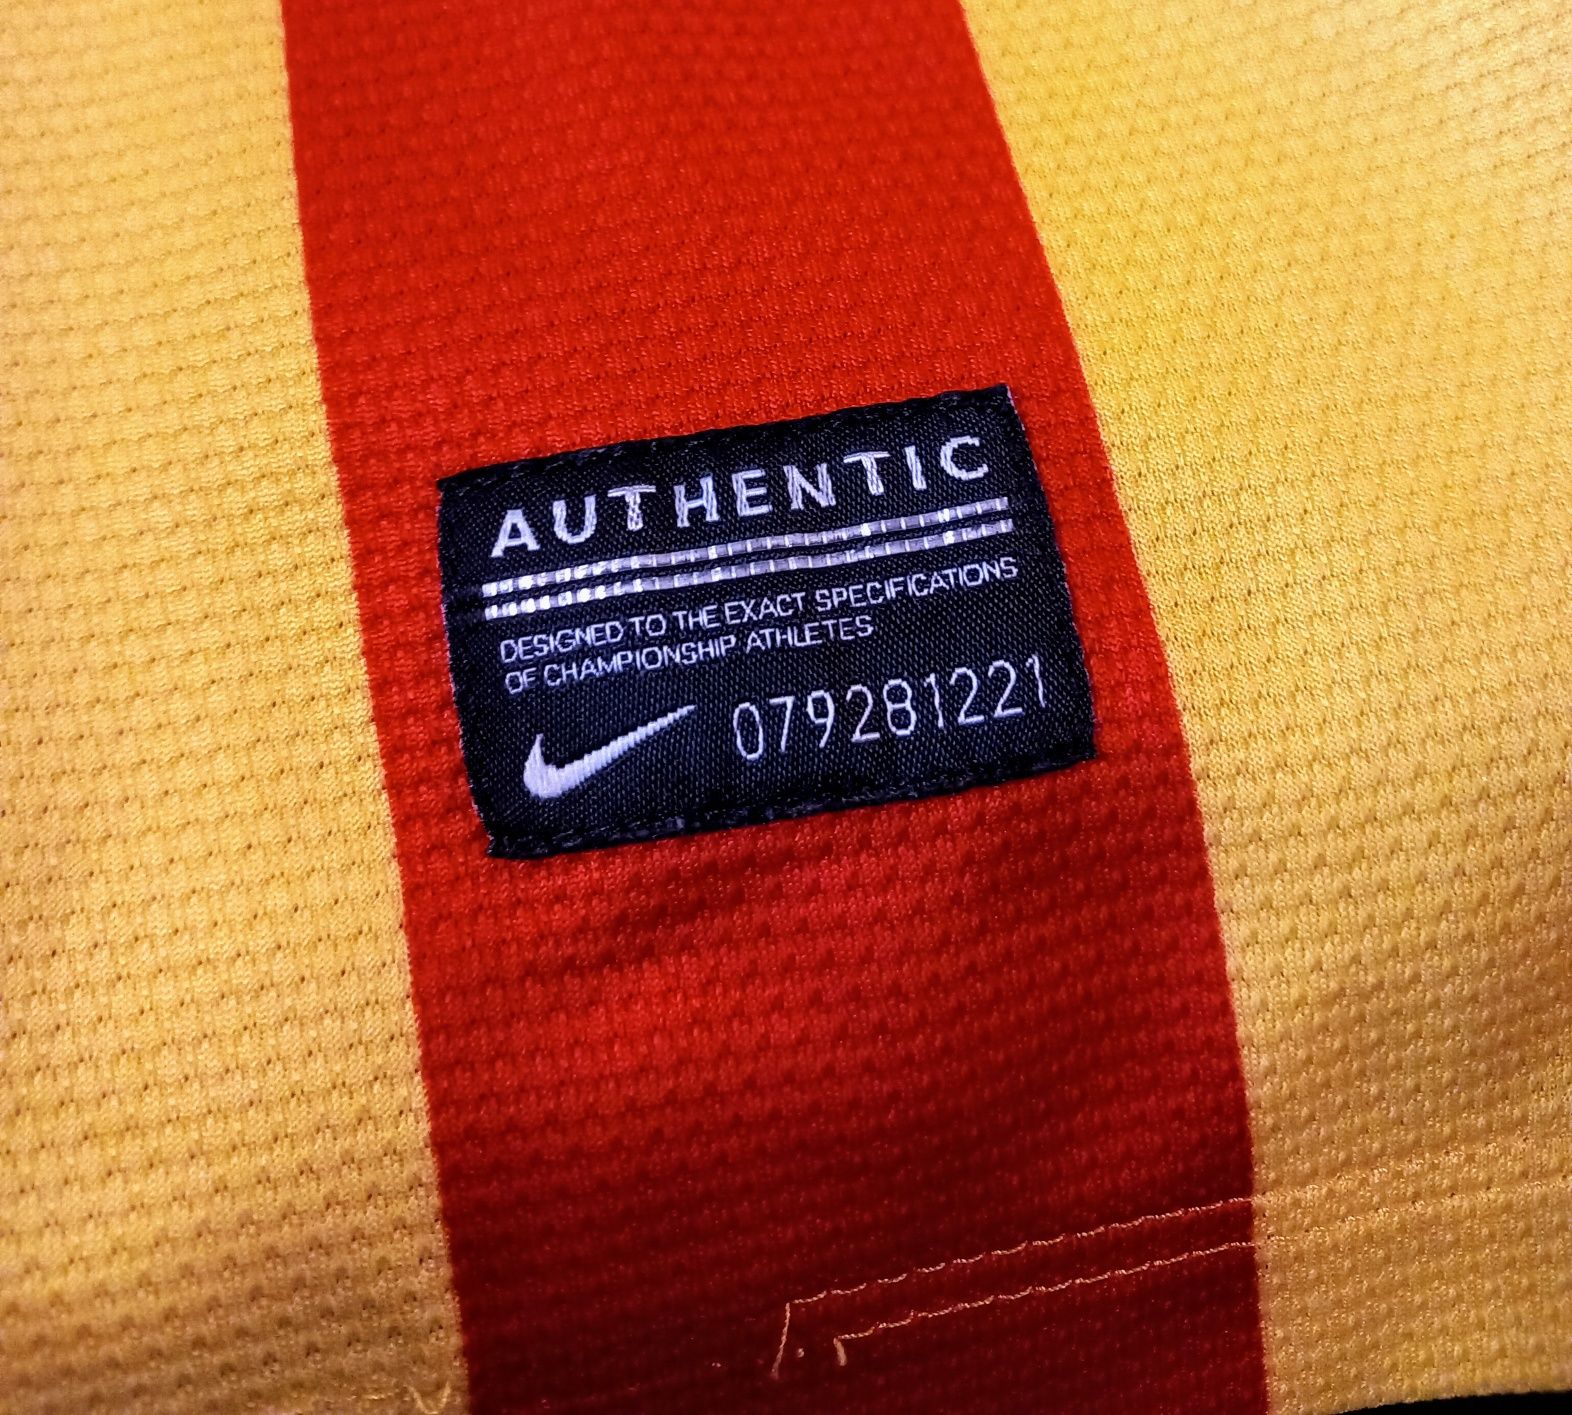 AUTHENTIC
DESIGNED TO THE EXACT SPECIFICATIONS
OF CHAMPIONSHIP ATHLETES
079281221